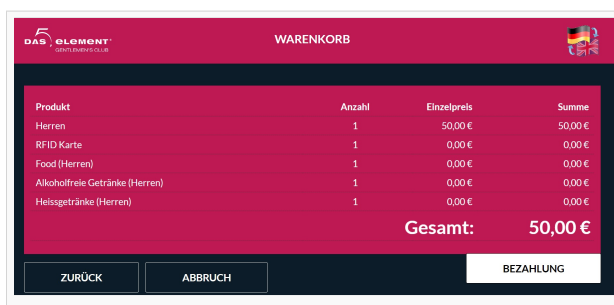 DAS 5 ELEMENT
GENTLEMEN'S CLUB
WARENKORB
Produkt Anzahl Einzelpreis Summe
Herren 1 50,00 € 50,00 €
RFID Karte 1 0,00 € 0,00 €
Food (Herren) 1 0,00 € 0,00 €
Alkoholfreie Getränke (Herren) 1 0,00 € 0,00 €
Heissgetränke (Herren) 1 0,00 € 0,00 €
Gesamt: 50,00 €
ZURÜCK ABBRUCH BEZAHLUNG